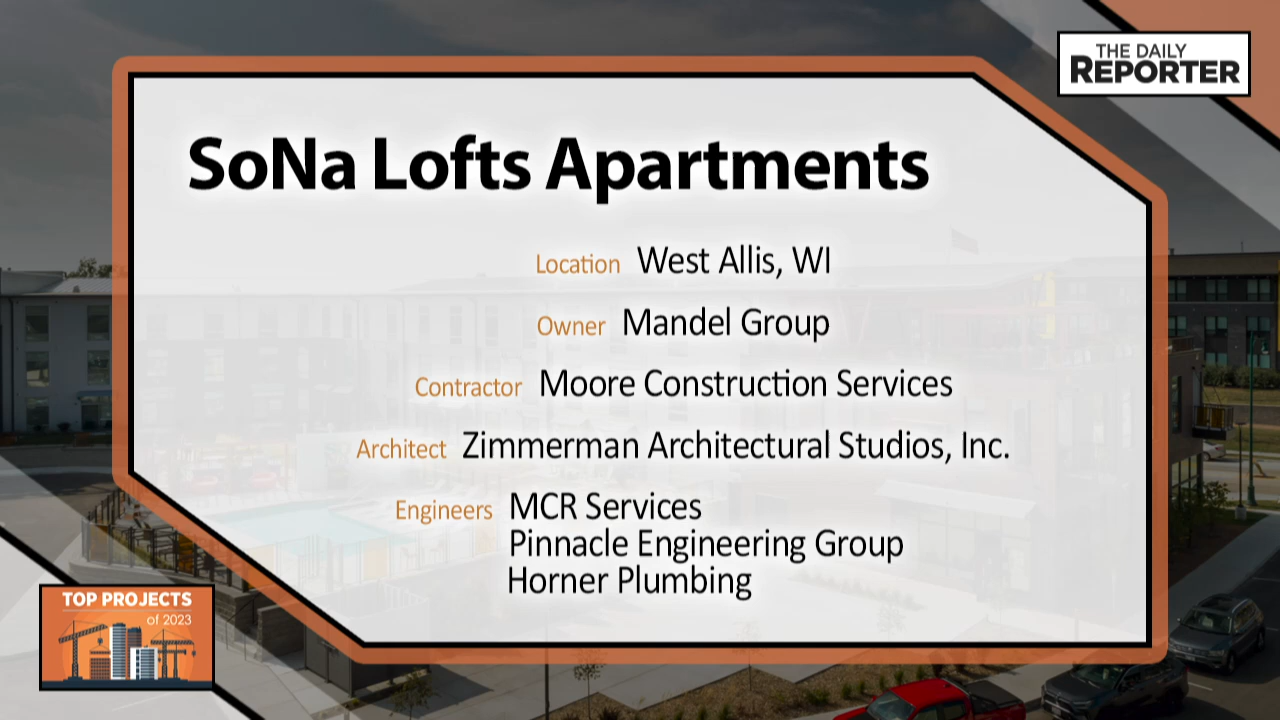 THE DAILY
REPORTER
SoNa Lofts Apartments
Location West Allis, WI
Owner Mandel Group
Contractor Moore Construction Services
Architect Zimmerman Architectural Studios, Inc.
Engineers MCR Services
Pinnacle Engineering Group
Horner Plumbing
TOP PROJECTS
of 2023